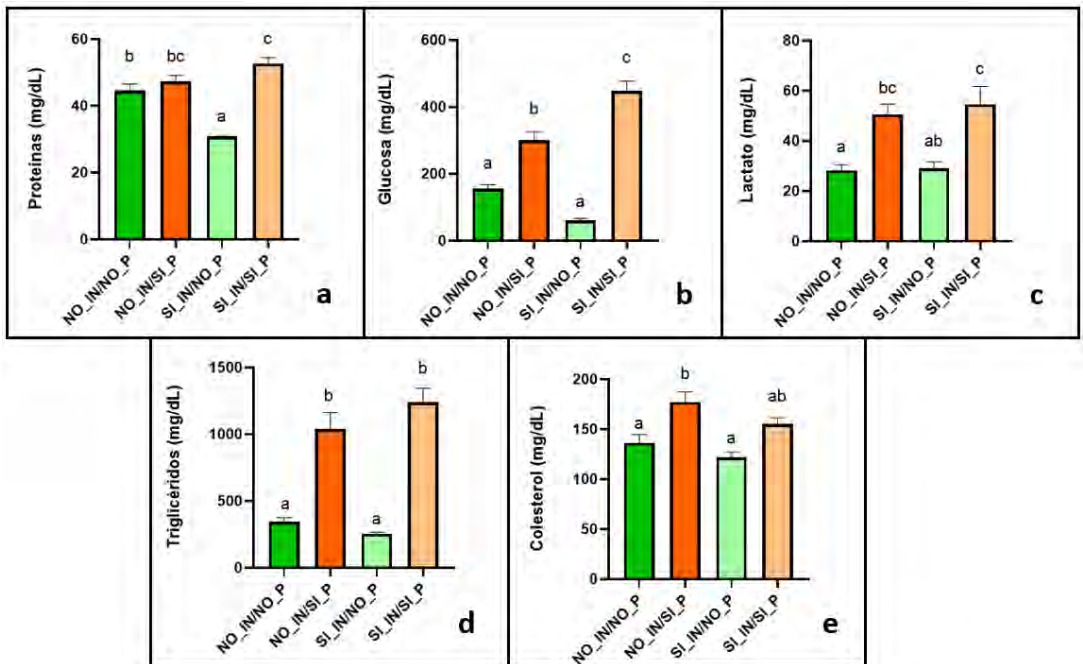 Proteinas (mg/dL)
60
40
20
0
b
bc
a
c
NO_IN/NO_P
NO_IN/SI_P
SI_IN/NO_P
SI_IN/SI_P
a
Glucosa (mg/dL)
600
400
200
0
a
b
a
c
NO_IN/NO_P
NO_IN/SI_P
SI_IN/NO_P
SI_IN/SI_P
b
Lactato (mg/dL)
80
60
40
20
0
a
bc
ab
c
NO_IN/NO_P
NO_IN/SI_P
SI_IN/NO_P
SI_IN/SI_P
c
Triglicéridos (mg/dL)
1500
1000
500
0
a
b
a
b
NO_IN/NO_P
NO_IN/SI_P
SI_IN/NO_P
SI_IN/SI_P
d
Colesterol (mg/dL)
200
150
100
50
0
a
b
a
ab
NO_IN/NO_P
NO_IN/SI_P
SI_IN/NO_P
SI_IN/SI_P
e